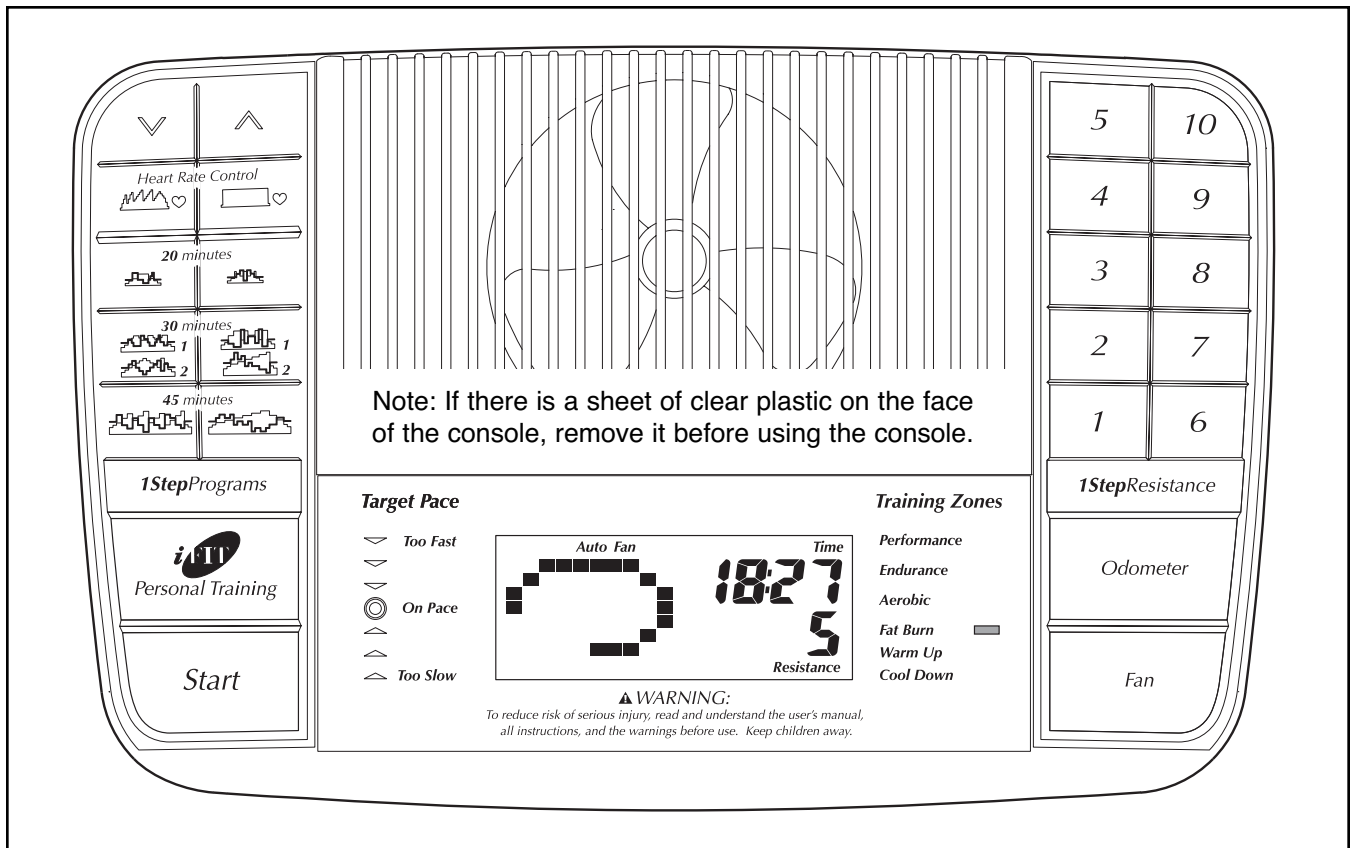 Heart Rate Control
20 minutes
30 minutes
1
1
2
2
45 minutes
1StepPrograms
iFIT
Personal Training
Start
Note: If there is a sheet of clear plastic on the face
of the console, remove it before using the console.
Target Pace
Too Fast
On Pace
Too Slow
Auto Fan
Time
18:27
5
Resistance
Training Zones
Performance
Endurance
Aerobic
Fat Burn
Warm Up
Cool Down
WARNING:
To reduce risk of serious injury, read and understand the user's manual,
all instructions, and the warnings before use. Keep children away.
5 10
4 9
3 8
2 7
1 6
1StepResistance
Odometer
Fan